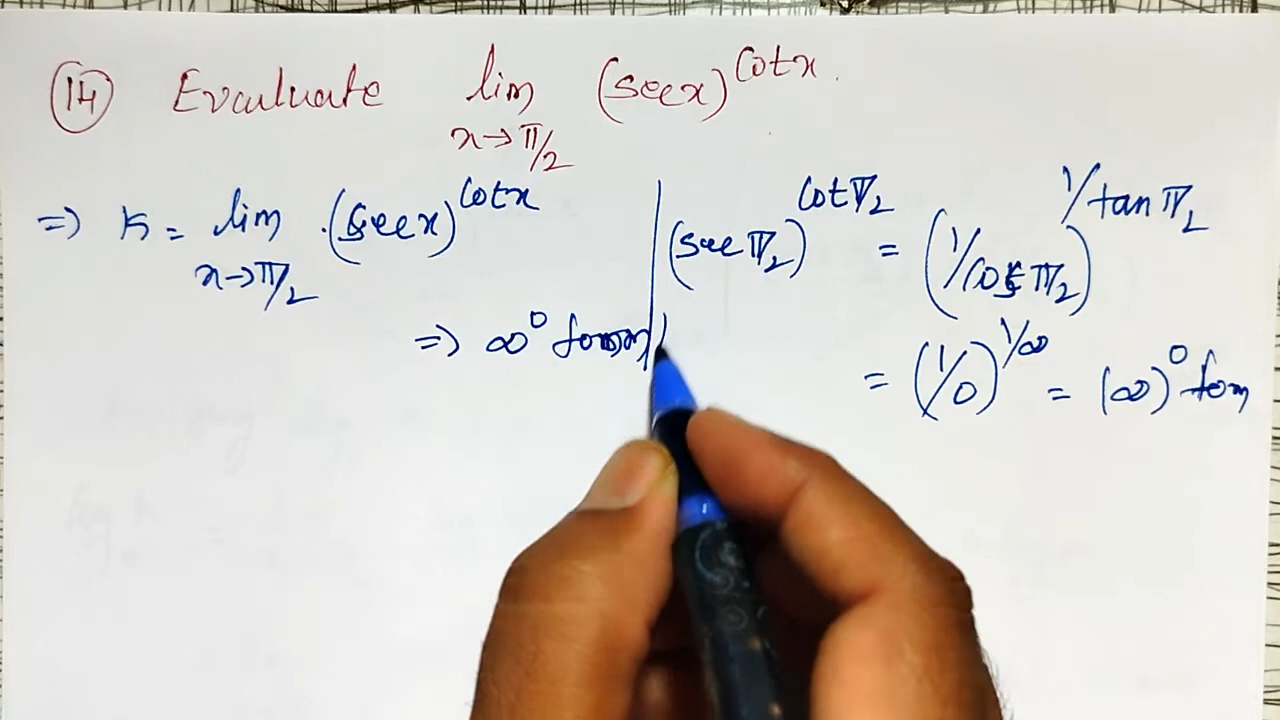 (14) Evaluate lim (secx)^cotx.
x→π/2
⇒ K = lim (secx)^cotx
x→π/2
⇒ ∞^0 form)
(sec π/2)^cot π/2 = (1/cos π/2)^1/tan π/2
= (1/0)^1/∞ = (∞)^0 form